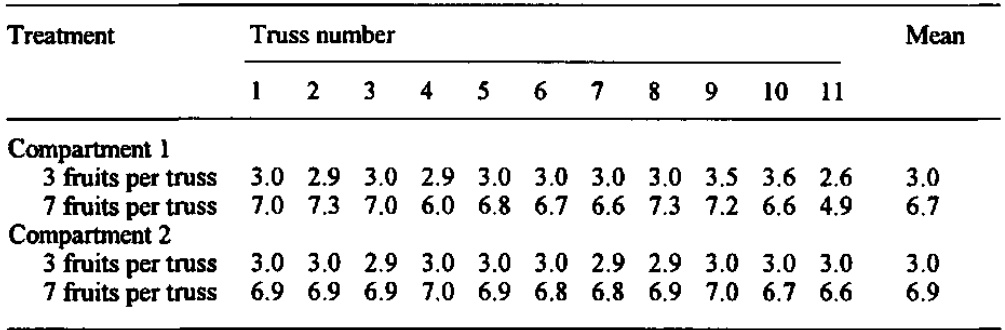 Treatment Truss number Mean
1 2 3 4 5 6 7 8 9 10 11
Compartment 1
3 fruits per truss 3.0 2.9 3.0 2.9 3.0 3.0 3.0 3.0 3.5 3.6 2.6 3.0
7 fruits per truss 7.0 7.3 7.0 6.0 6.8 6.7 6.6 7.3 7.2 6.6 4.9 6.7
Compartment 2
3 fruits per truss 3.0 3.0 2.9 3.0 3.0 3.0 2.9 2.9 3.0 3.0 3.0 3.0
7 fruits per truss 6.9 6.9 6.9 7.0 6.9 6.8 6.8 6.9 7.0 6.7 6.6 6.9